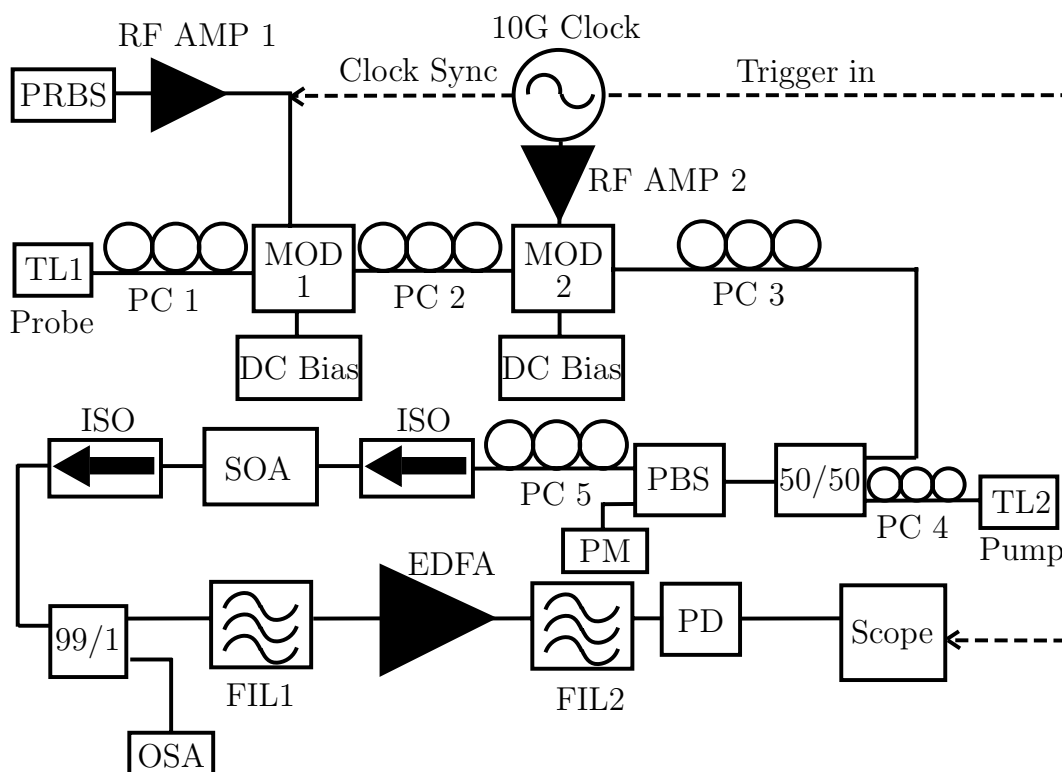 10G Clock
RF AMP 1
Clock Sync
Trigger in
PRBS
RF AMP 2
TL1
MOD
1
MOD
2
PC 1
PC 2
PC 3
Probe
DC Bias
DC Bias
ISO
ISO
SOA
PC 5
PBS
50/50
PC 4
TL2
PM
Pump
EDFA
99/1
PD
Scope
FIL1
FIL2
OSA